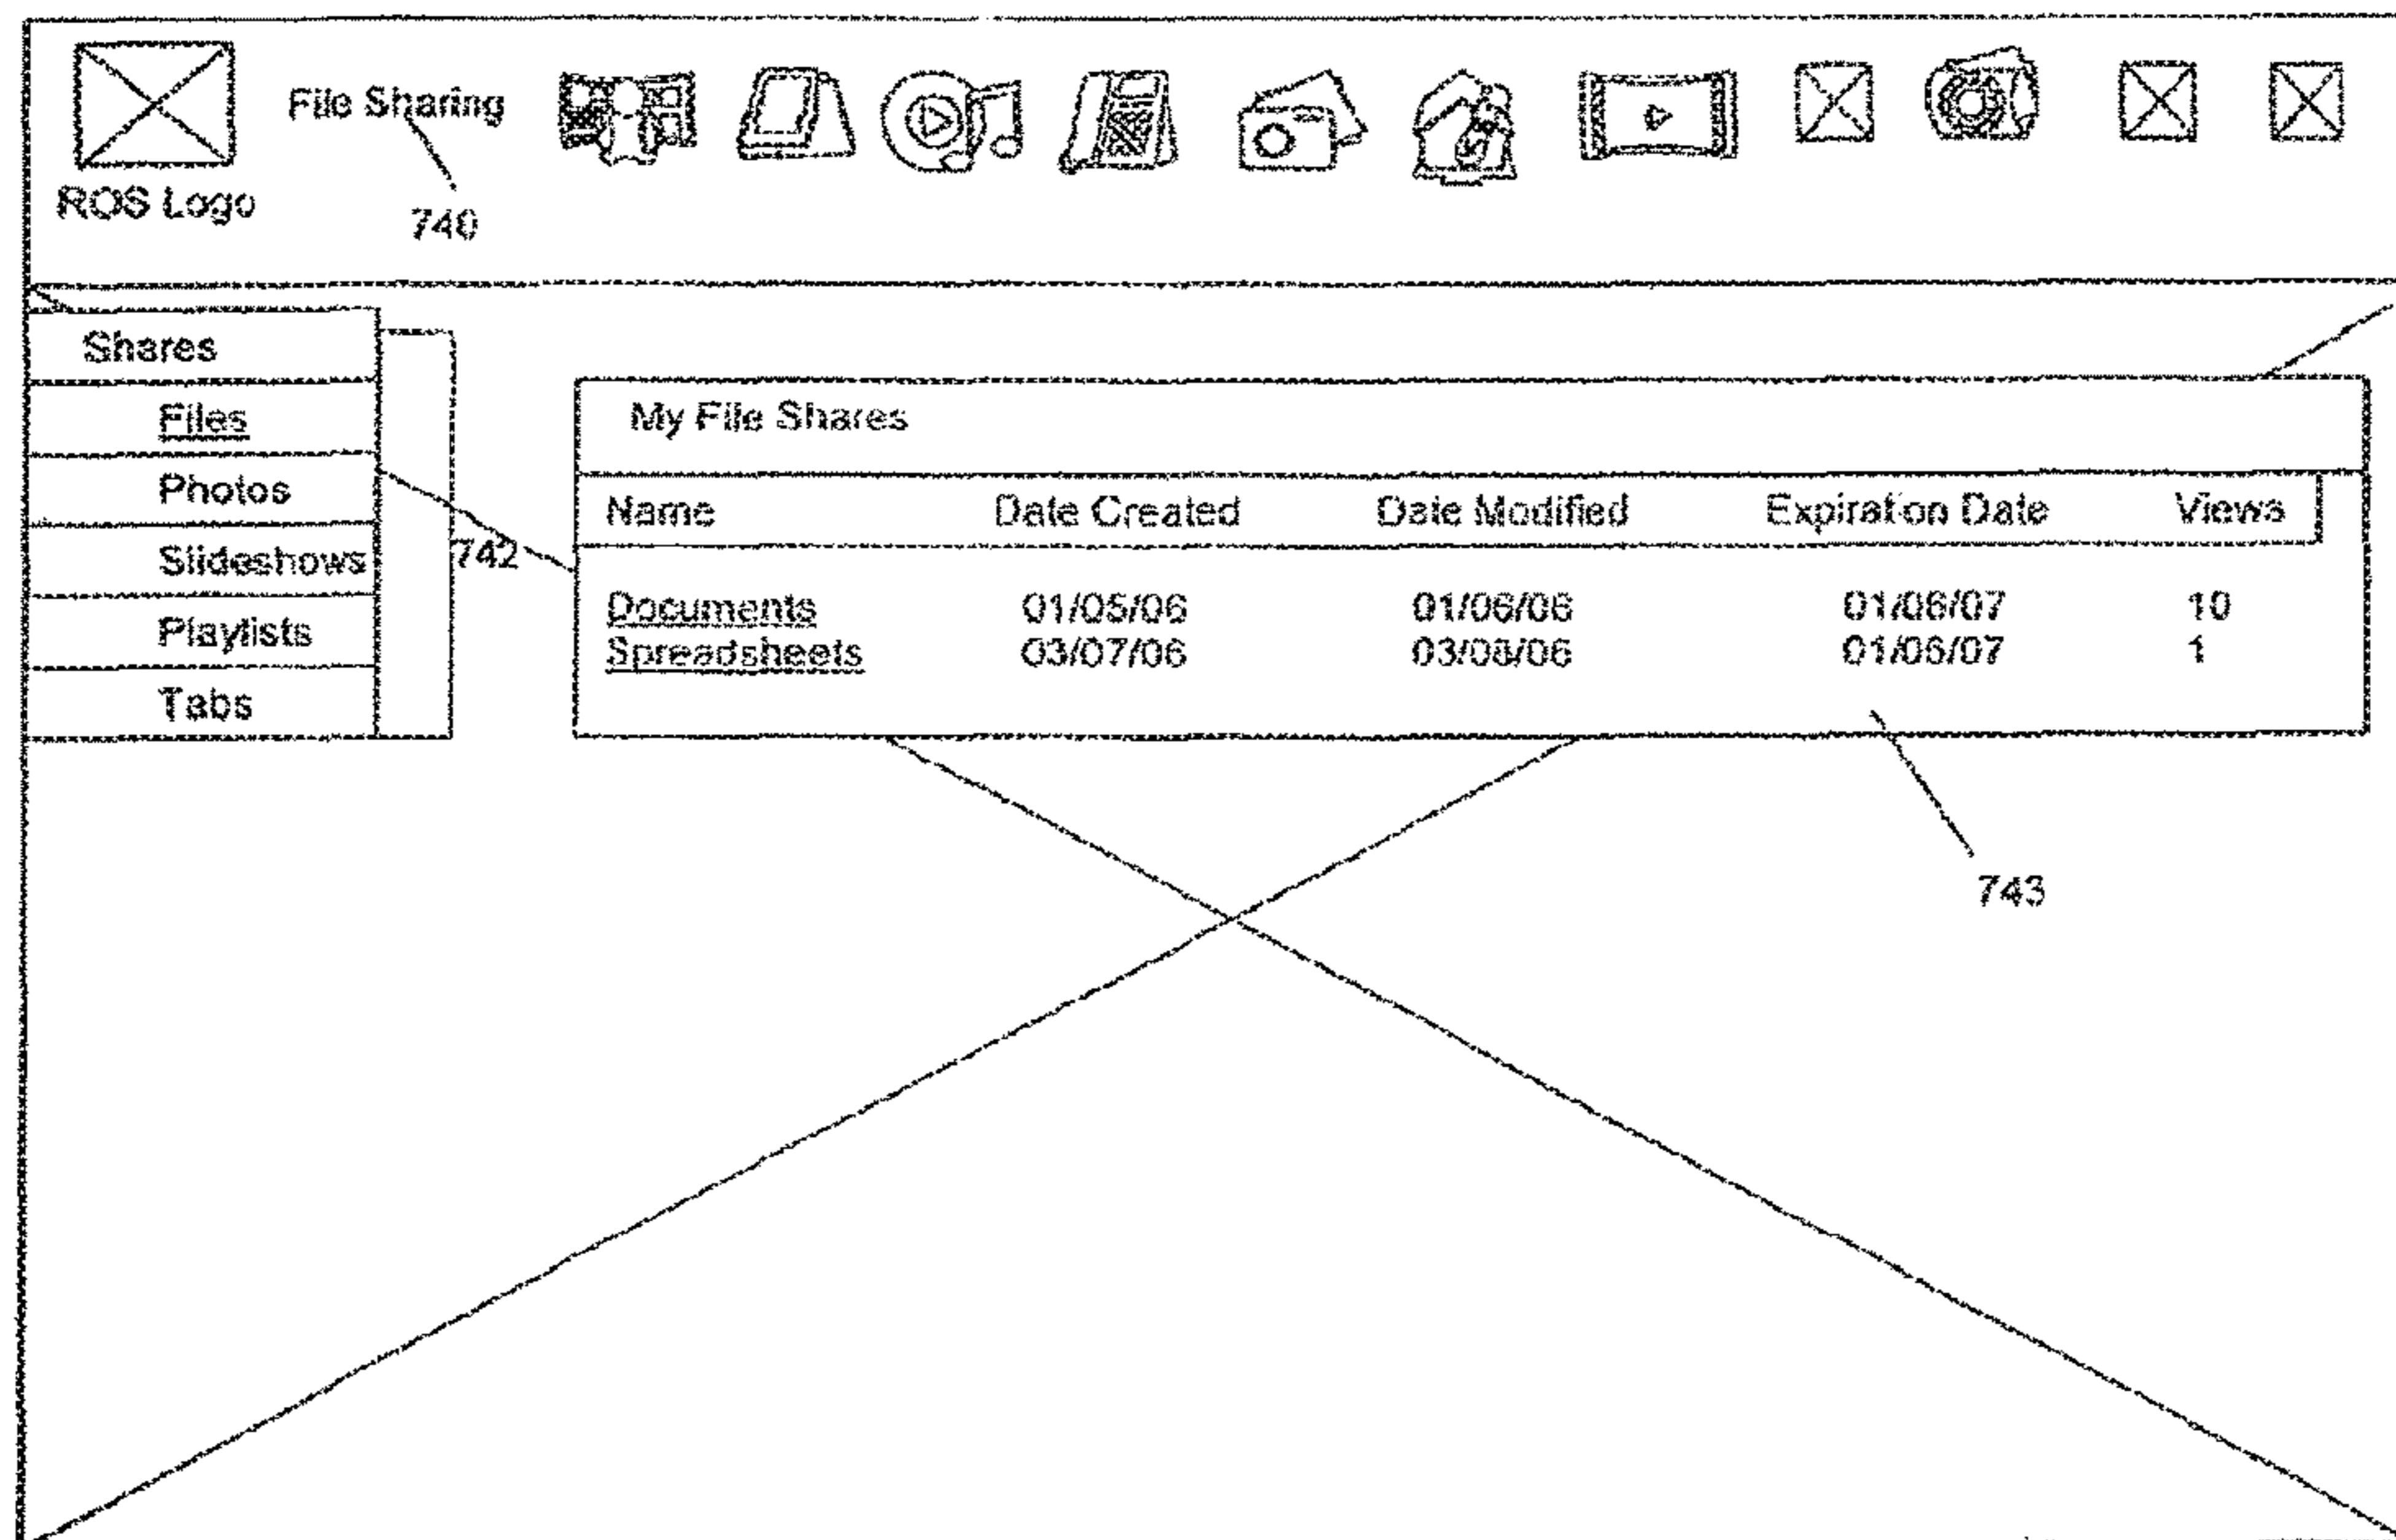 File Sharing
ROS Logo
740
Shares
Files
Photos
Slideshows
Playlists
Tabs
742
My File Shares
Name Date Created Date Modified Expiration Date Views
Documents 01/05/06 01/06/06 01/06/07 10
Spreadsheets 03/07/06 03/08/06 01/06/07 1
743